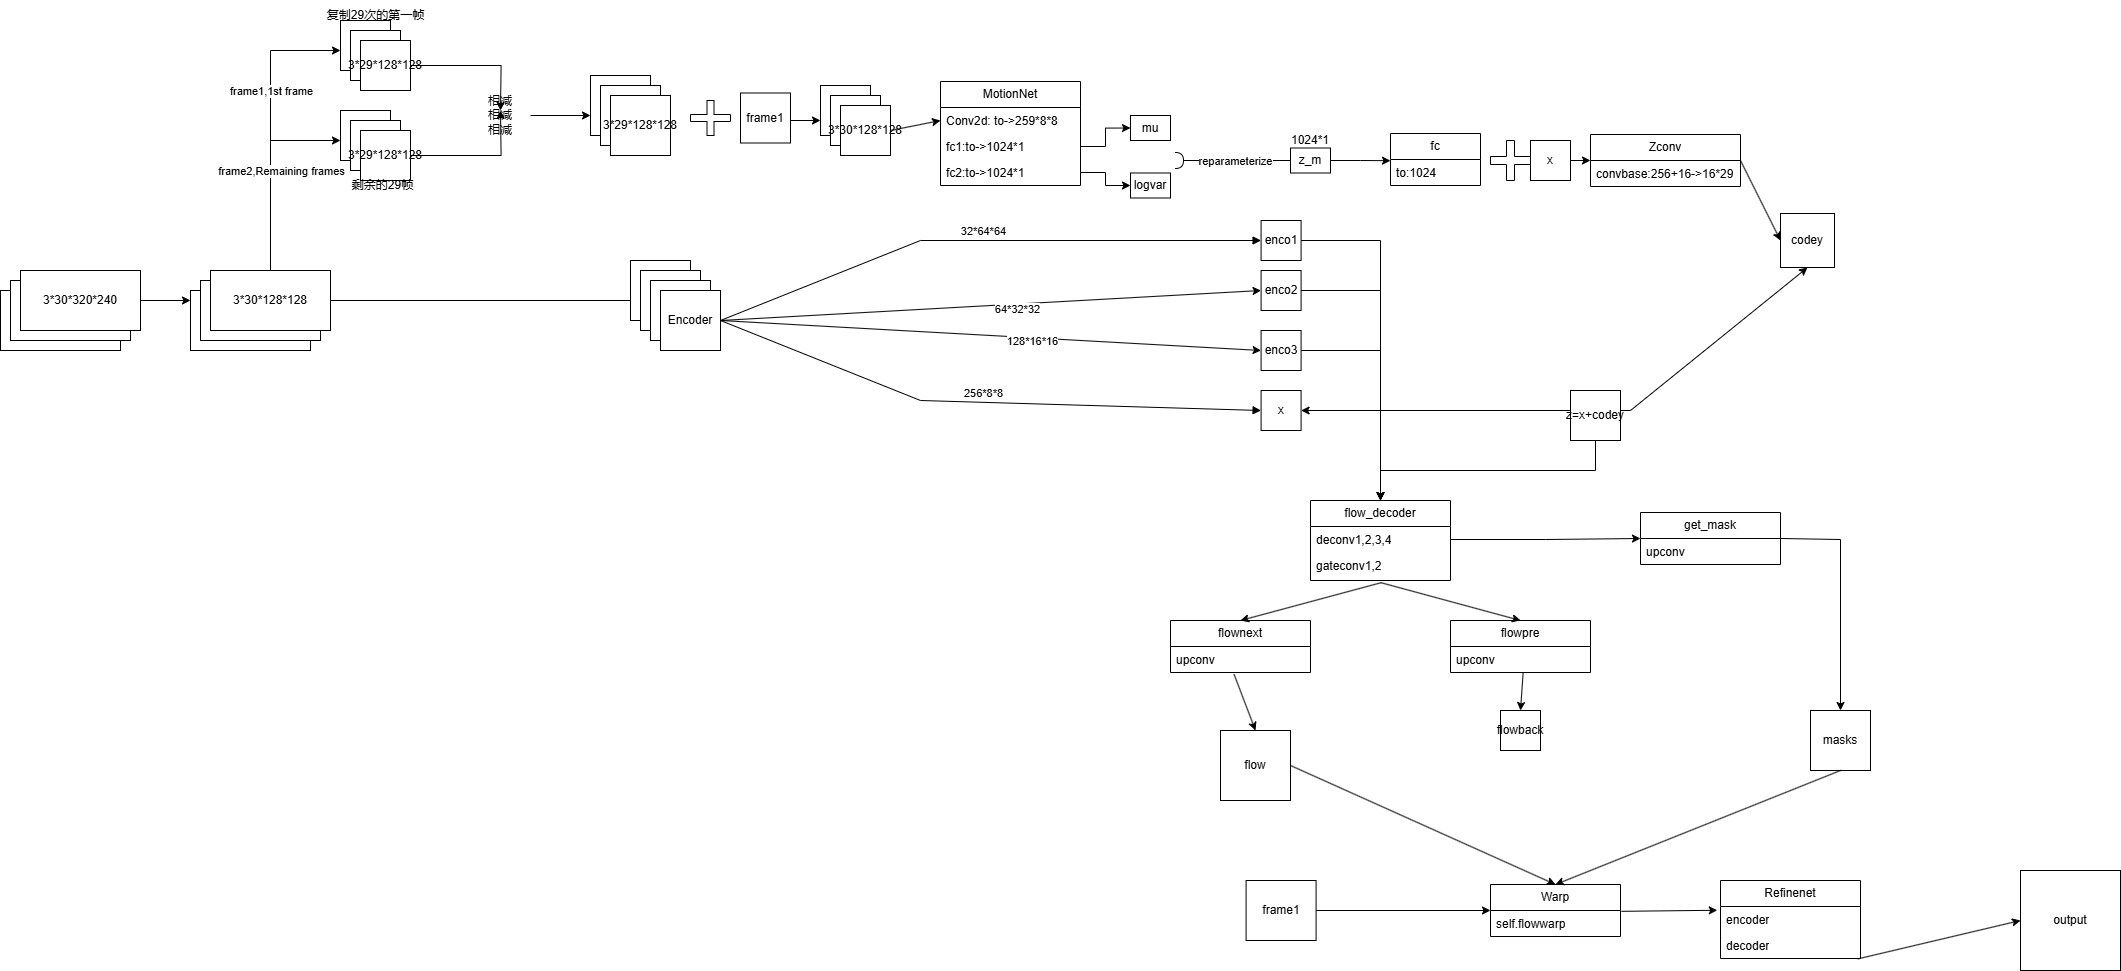 复制29次的第一帧
3*29*128*128
frame1,1st frame
相减
相减
相减
3*29*128*128
frame2,Remaining frames
剩余的29帧
3*29*128*128
frame1
3*30*128*128
MotionNet
Conv2d: to->259*8*8
fc1:to->1024*1
fc2:to->1024*1
mu
logvar
reparameterize
1024*1
z_m
fc
to:1024
x
Zconv
convbase:256+16->16*29
codey
3*30*320*240
3*30*128*128
Encoder
32*64*64
64*32*32
128*16*16
256*8*8
enco1
enco2
enco3
x
z=x+codey
flow_decoder
deconv1,2,3,4
gateconv1,2
get_mask
upconv
flownext
upconv
flowpre
upconv
flow
flowback
masks
frame1
Warp
self.flowwarp
Refinenet
encoder
decoder
output